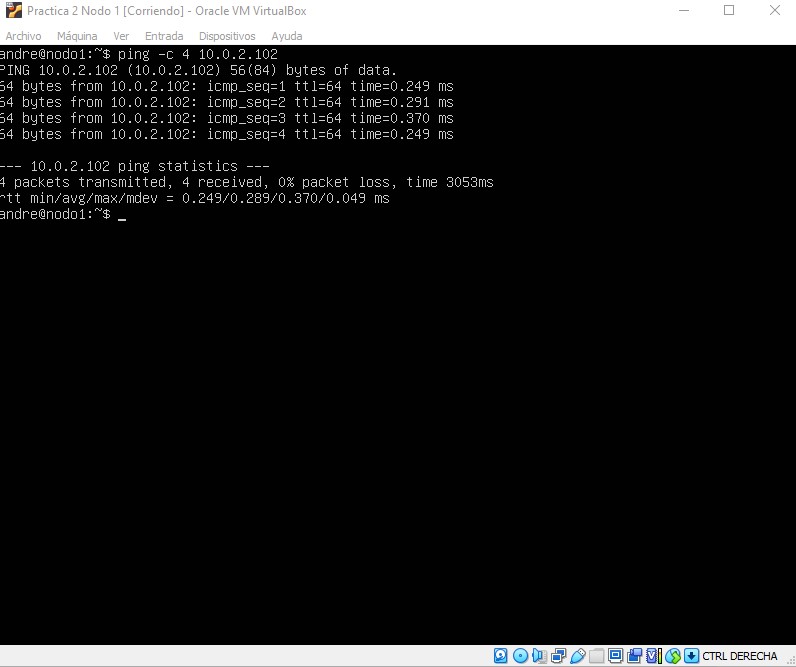 Practica 2 Nodo 1 [Corriendo] - Oracle VM VirtualBox
Archivo Máquina Ver Entrada Dispositivos Ayuda
andre@nodo1:~$ ping -c 4 10.0.2.102
PING 10.0.2.102 (10.0.2.102) 56(84) bytes of data.
64 bytes from 10.0.2.102: icmp_seq=1 ttl=64 time=0.249 ms
64 bytes from 10.0.2.102: icmp_seq=2 ttl=64 time=0.291 ms
64 bytes from 10.0.2.102: icmp_seq=3 ttl=64 time=0.370 ms
64 bytes from 10.0.2.102: icmp_seq=4 ttl=64 time=0.249 ms
--- 10.0.2.102 ping statistics ---
4 packets transmitted, 4 received, 0% packet loss, time 3053ms
rtt min/avg/max/mdev = 0.249/0.289/0.370/0.049 ms
andre@nodo1:~$ _
CTRL DERECHA